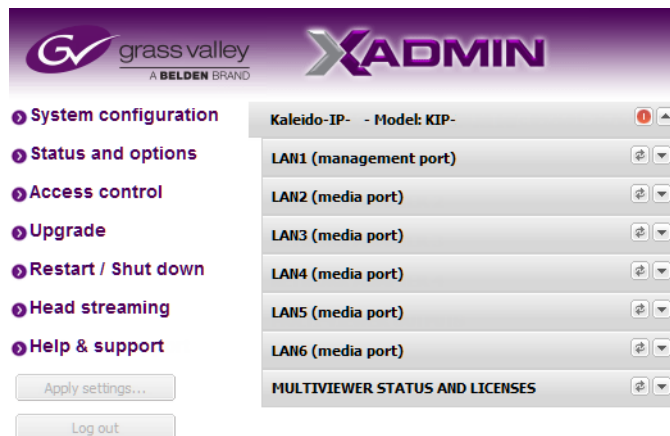 GV grass valley
A BELDEN BRAND
XADMIN
System configuration
Status and options
Access control
Upgrade
Restart / Shut down
Head streaming
Help & support
Apply settings...
Log out
Kaleido-IP- - Model: KIP-
LAN1 (management port)
LAN2 (media port)
LAN3 (media port)
LAN4 (media port)
LAN5 (media port)
LAN6 (media port)
MULTIVIEWER STATUS AND LICENSES